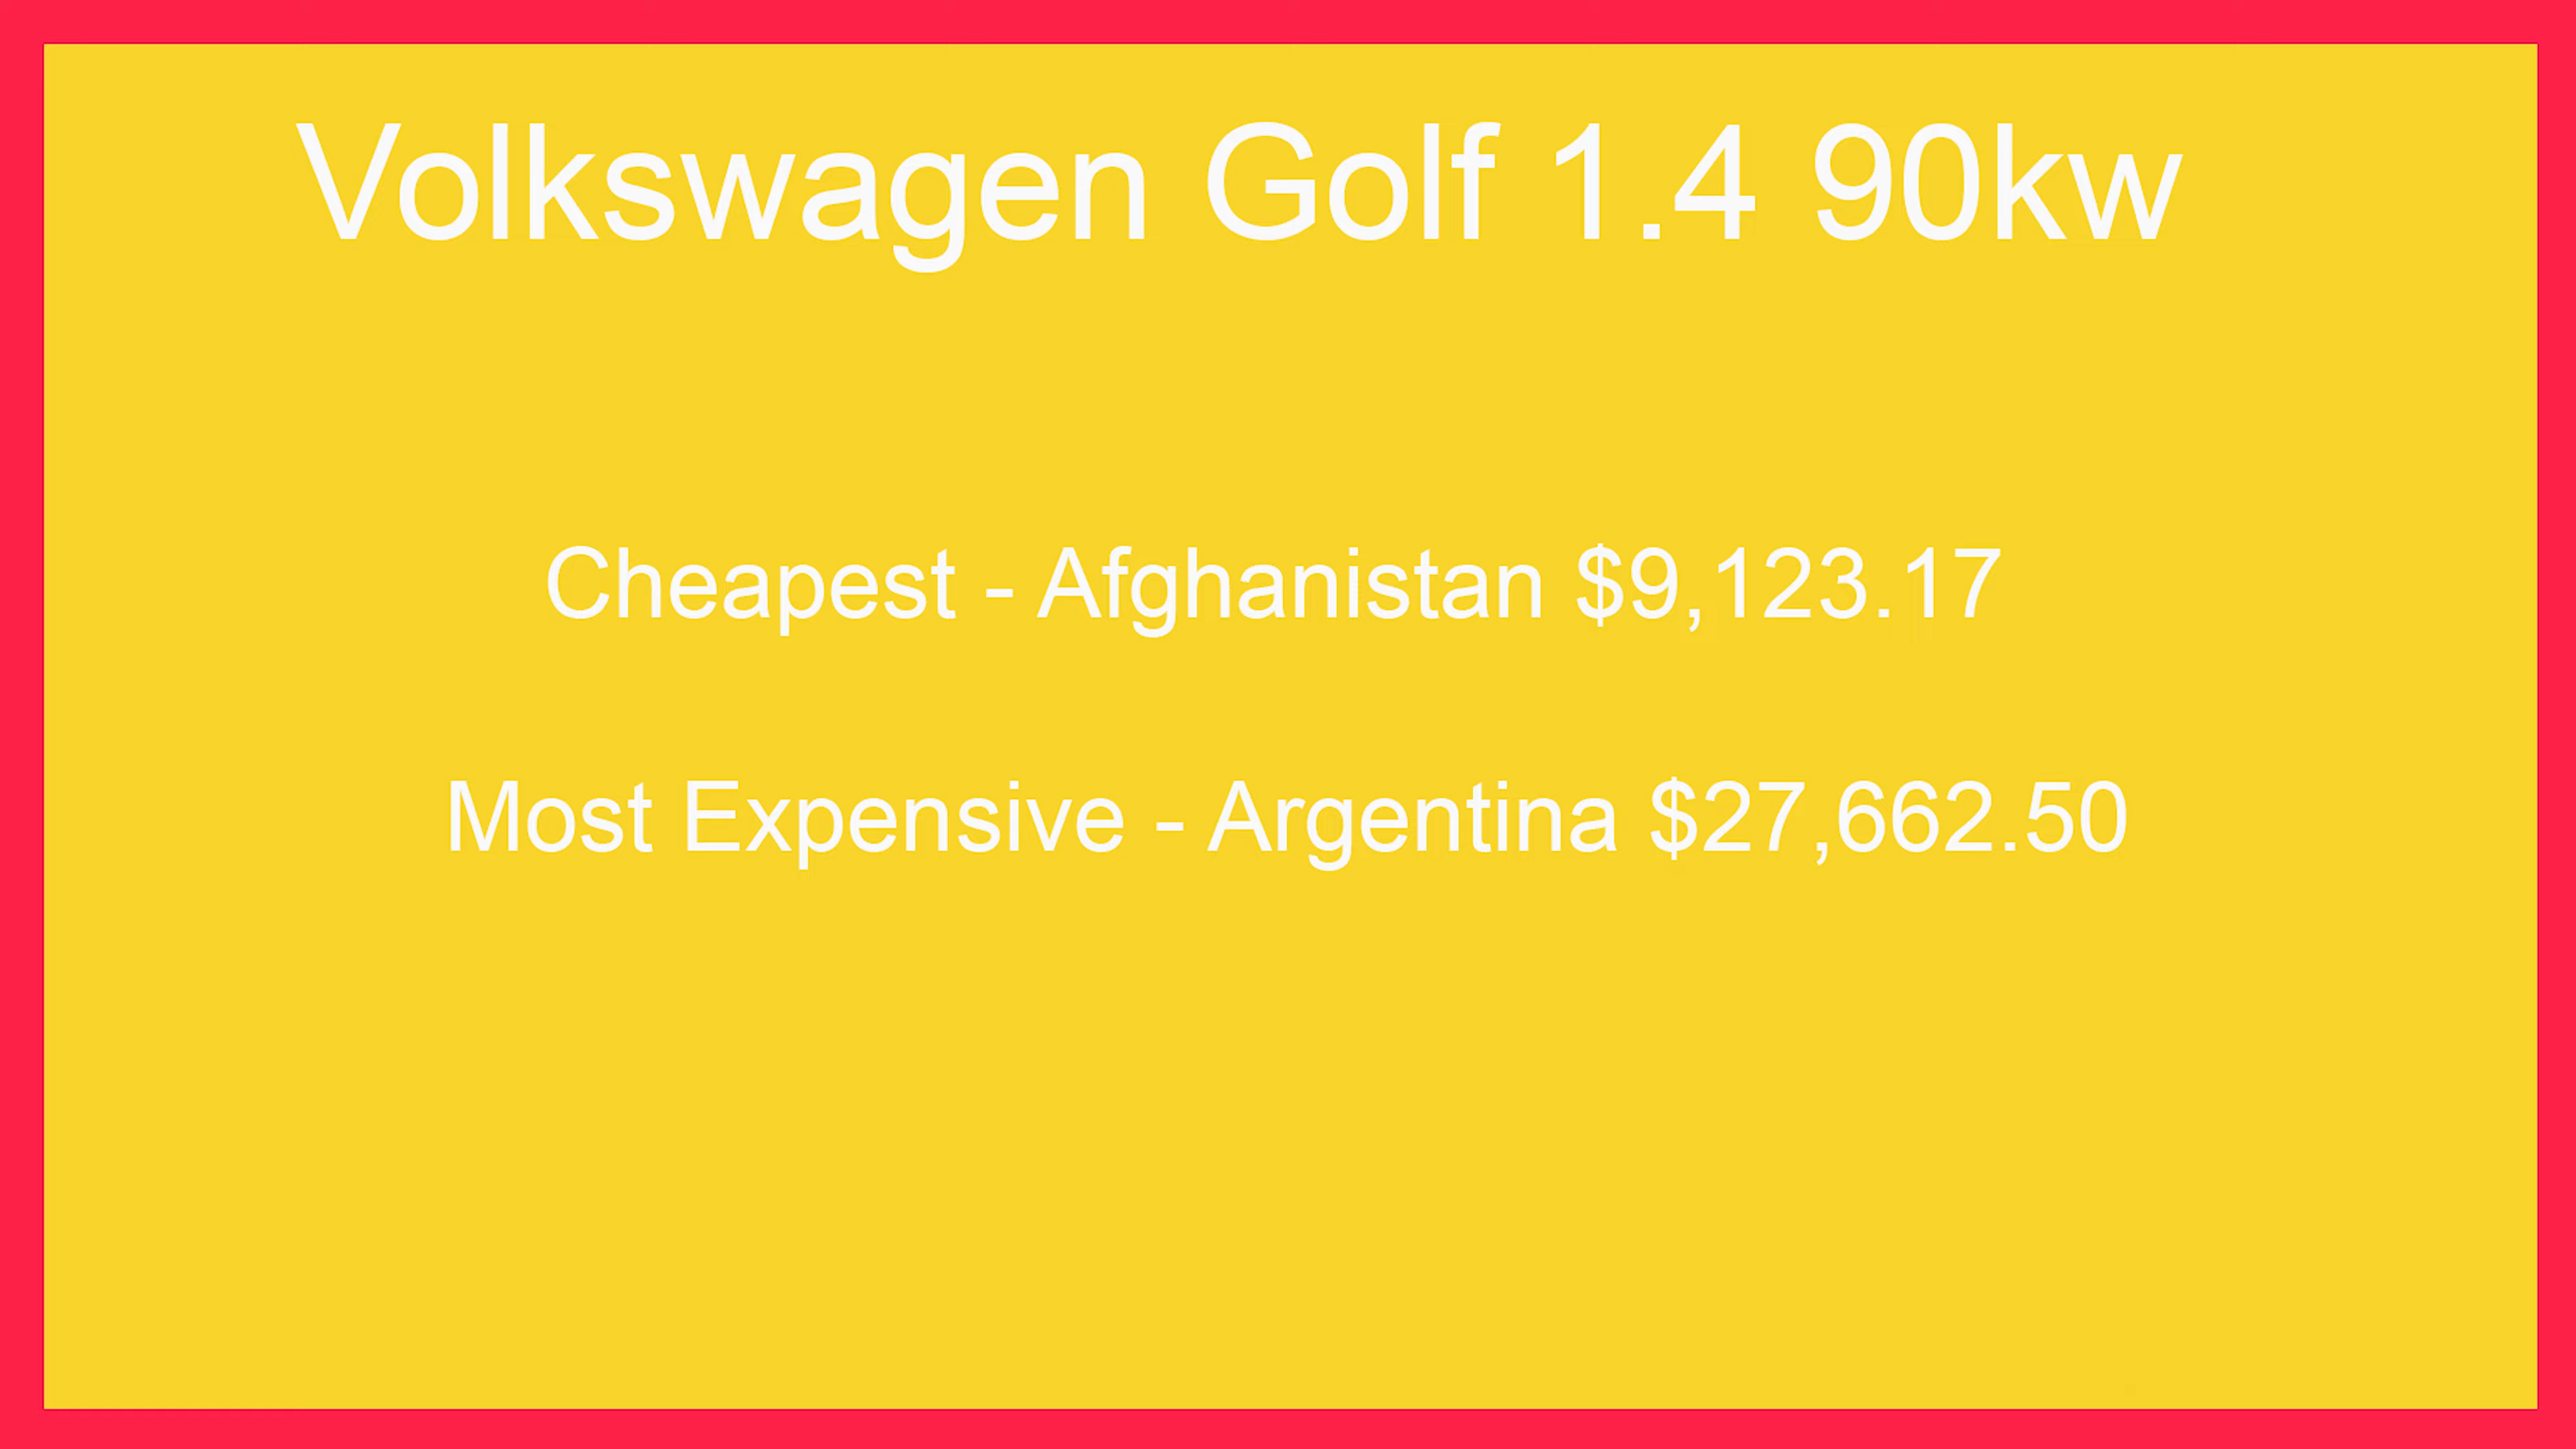 Volkswagen Golf 1.4 90kw
Cheapest - Afghanistan $9,123.17
Most Expensive - Argentina $27,662.50